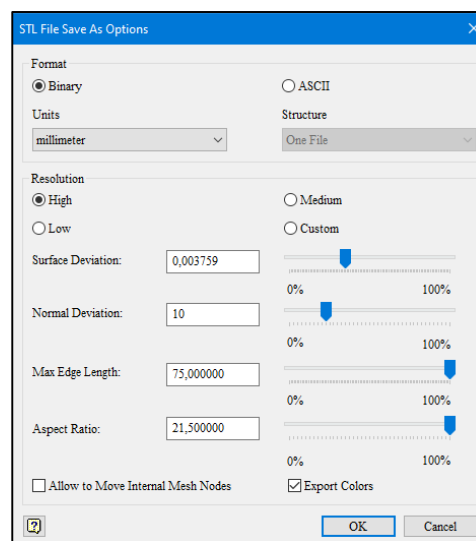 STL File Save As Options
Format
Binary ASCII
Units Structure
millimeter One File
Resolution
High Medium
Low Custom
Surface Deviation: 0,003759
0% 100%
Normal Deviation: 10
0% 100%
Max Edge Length: 75,000000
0% 100%
Aspect Ratio: 21,500000
0% 100%
Allow to Move Internal Mesh Nodes Export Colors
? OK Cancel